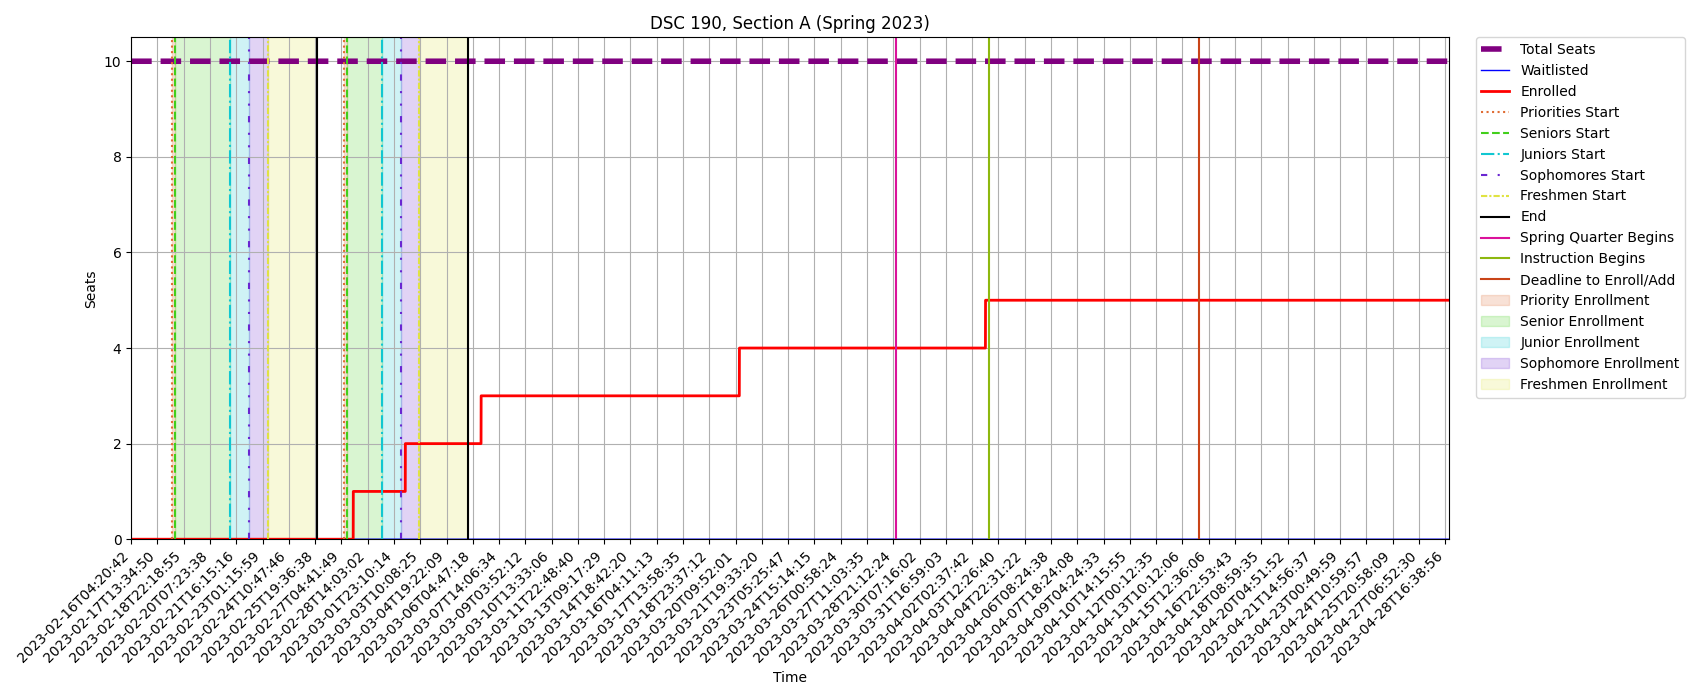 DSC 190, Section A (Spring 2023)
Seats
10
8
6
4
2
0
2023-02-16T04:20:42
2023-02-17T13:34:50
2023-02-18T22:18:55
2023-02-20T07:23:38
2023-02-21T16:15:16
2023-02-23T01:15:59
2023-02-24T10:47:46
2023-02-25T19:36:38
2023-02-27T04:41:49
2023-02-28T14:03:02
2023-03-01T23:10:14
2023-03-03T10:08:25
2023-03-04T19:22:09
2023-03-06T04:47:18
2023-03-07T14:06:34
2023-03-09T03:52:12
2023-03-10T13:33:06
2023-03-11T22:48:40
2023-03-13T09:17:29
2023-03-14T18:42:20
2023-03-16T04:11:13
2023-03-17T13:58:35
2023-03-18T23:37:12
2023-03-20T09:52:01
2023-03-21T19:33:20
2023-03-23T05:25:47
2023-03-24T15:14:15
2023-03-26T00:58:24
2023-03-27T11:03:35
2023-03-28T21:12:24
2023-03-30T07:16:02
2023-03-31T16:59:03
2023-04-02T02:37:42
2023-04-03T12:26:40
2023-04-04T22:31:22
2023-04-06T08:24:38
2023-04-07T18:24:08
2023-04-09T04:24:33
2023-04-10T14:15:55
2023-04-12T00:12:35
2023-04-13T10:12:06
2023-04-15T12:36:06
2023-04-16T22:53:43
2023-04-18T08:59:35
2023-04-20T04:51:52
2023-04-21T14:56:37
2023-04-23T00:49:59
2023-04-24T10:59:57
2023-04-25T20:58:09
2023-04-27T06:52:30
2023-04-28T16:38:56
Time
Total Seats
Waitlisted
Enrolled
Priorities Start
Seniors Start
Juniors Start
Sophomores Start
Freshmen Start
End
Spring Quarter Begins
Instruction Begins
Deadline to Enroll/Add
Priority Enrollment
Senior Enrollment
Junior Enrollment
Sophomore Enrollment
Freshmen Enrollment